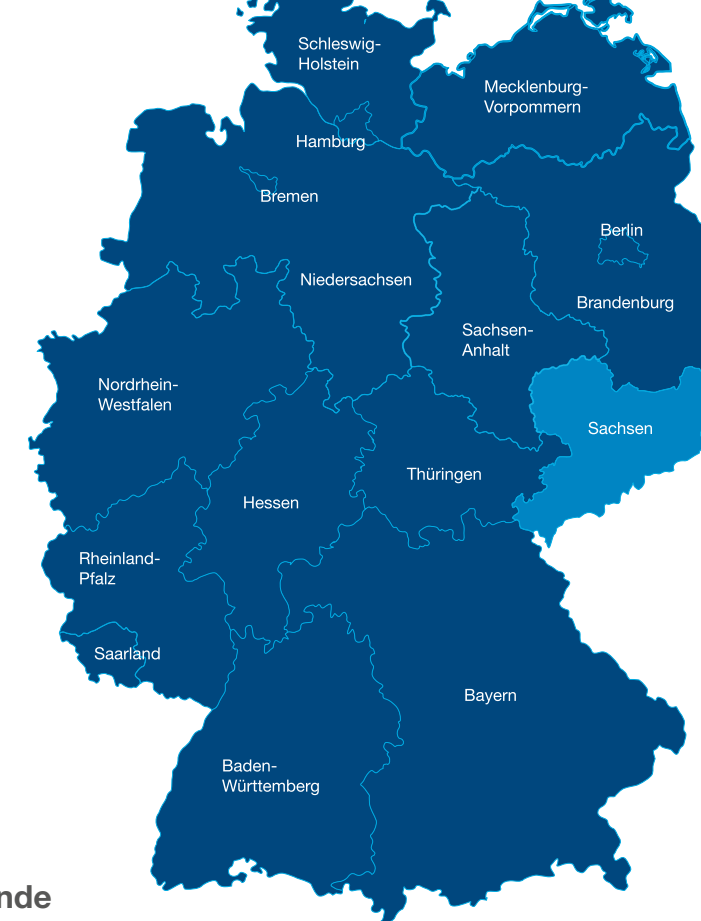 Schleswig-
Holstein
Mecklenburg-
Vorpommern
Hamburg
Bremen
Berlin
Niedersachsen
Brandenburg
Sachsen-
Anhalt
Nordrhein-
Westfalen
Sachsen
Thüringen
Hessen
Rheinland-
Pfalz
Saarland
Bayern
Baden-
Württemberg
nde